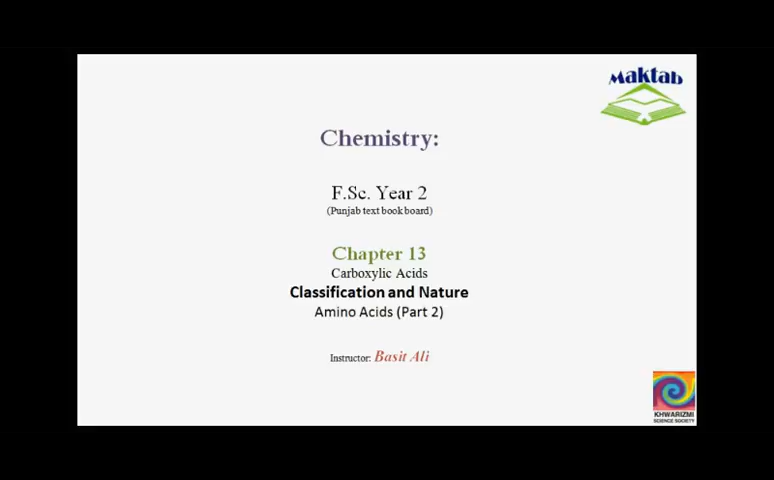 Maktab
Chemistry:
F.Sc. Year 2
(Punjab text book board)
Chapter 13
Carboxylic Acids
Classification and Nature
Amino Acids (Part 2)
Instructor: Basit Ali
KHWARIZMI
SCIENCE SOCIETY